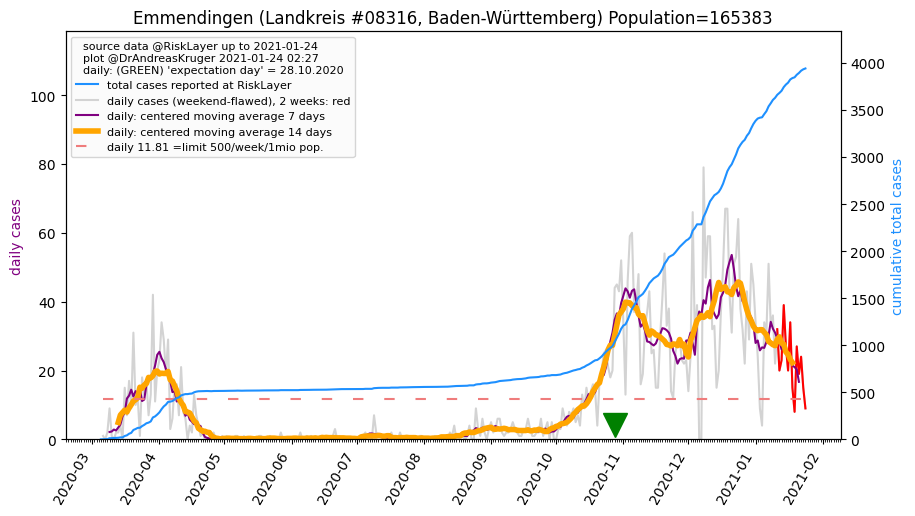 Emmendingen (Landkreis #08316, Baden-Württemberg) Population=165383
source data @RiskLayer up to 2021-01-24
plot @DrAndreasKruger 2021-01-24 02:27
daily: (GREEN) 'expectation day' = 28.10.2020
total cases reported at RiskLayer
daily cases (weekend-flawed), 2 weeks: red
daily: centered moving average 7 days
daily: centered moving average 14 days
daily 11.81 =limit 500/week/1mio pop.
daily cases
100
80
60
40
20
0
cumulative total cases
4000
3500
3000
2500
2000
1500
1000
500
0
2020-03
2020-04
2020-05
2020-06
2020-07
2020-08
2020-09
2020-10
2020-11
2020-12
2021-01
2021-02